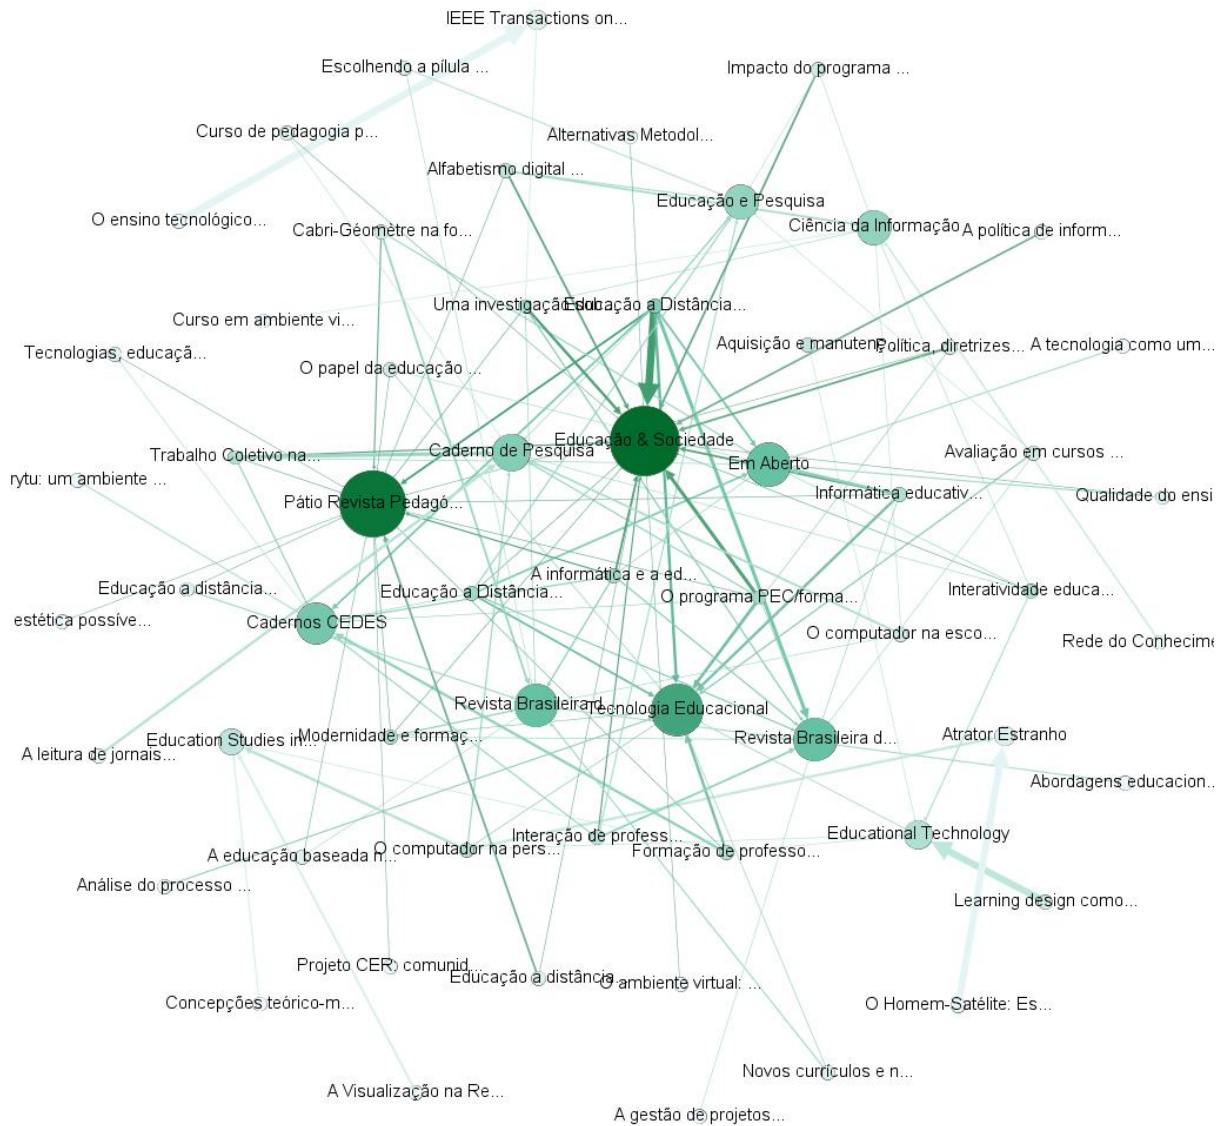 IEEE Transactions on...
Escolhendo a pílula ...
Impacto do programa ...
Curso de pedagogia p...
Alternativas Metodol...
Alfabetismo digital ...
Educação e Pesquisa
O ensino tecnológico...
Cabri-Géomètre na fo...
Ciência da Informação
A política de inform...
Uma investigação sob...
Educação a Distância...
Curso em ambiente vi...
Tecnologias, educaçã...
O papel da educação ...
Aquisição e manutenç
Política, diretrizes...
A tecnologia como um...
Educação & Sociedade
Caderno de Pesquisa
Trabalho Coletivo na...
Em Aberto
Avaliação em cursos ...
rytu: um ambiente ...
Pátio Revista Pedagó...
Informática educativ...
Qualidade do ensi
A informática e a ed...
Educação a distância...
Educação a Distância...
O programa PEC/forma...
Interatividade educa...
estética possíve...
Cadernos CEDES
O computador na esco...
Rede do Conhecime
Revista Brasileira d...
Tecnologia Educacional
Modernidade e formaç...
Education Studies in...
Revista Brasileira d...
Atrator Estranho
A leitura de jornais...
Abordagens educacion...
Interação de profess...
Educational Technology
A educação baseada n...
O computador na pers...
Formação de professo...
Análise do processo ...
Learning design como...
Projeto CER: comunid...
Educação a distância...
O ambiente virtual: ...
Concepções teórico-m...
O Homem-Satélite: Es...
Novos currículos e n...
A Visualização na Re...
A gestão de projetos...